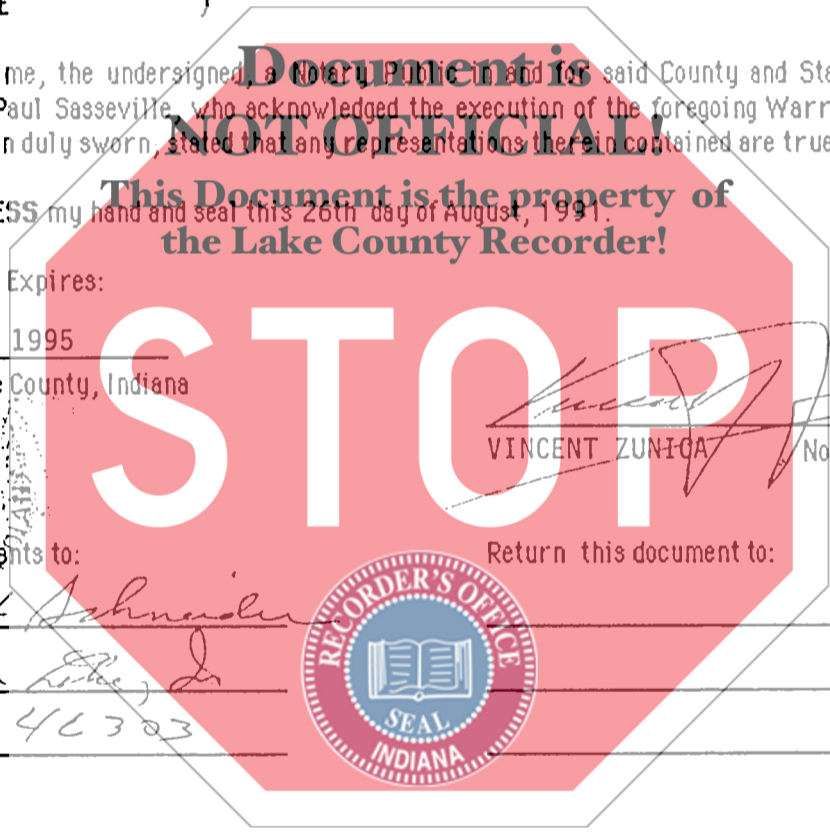 Document is
me, the undersigned, a Notary Public in and for said County and Sta
Paul Sasseville, who acknowledged the execution of the foregoing Warr
NOT OFFICIAL!
n duly sworn, stated that any representations therein contained are true
This Document is the property of
ESS my hand and seal this 26th day of August, 1991.
the Lake County Recorder!
Expires:
1995
County, Indiana
STOP
VINCENT ZUNICA No
nts to:
Return this document to:
Schneider
RECORDER'S OFFICE
SEAL
INDIANA